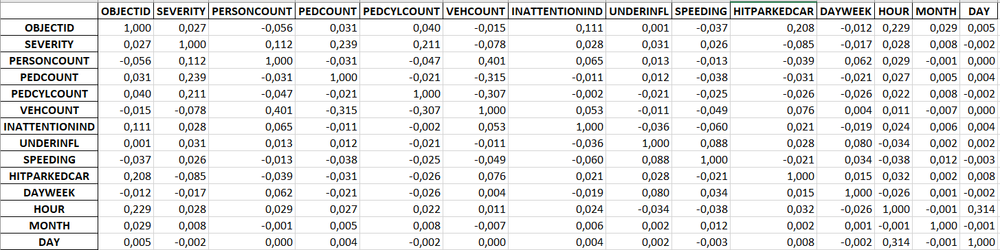 OBJECTID SEVERITY PERSONCOUNT PEDCOUNT PEDCYLCOUNT VEHCOUNT INATTENTIONIND UNDERINFL SPEEDING HITPARKEDCAR DAYWEEK HOUR MONTH DAY
OBJECTID 1,000 0,027 -0,056 0,031 0,040 -0,015 0,111 0,001 -0,037 0,208 -0,012 0,229 0,029 0,005
SEVERITY 0,027 1,000 0,112 0,239 0,211 -0,078 0,028 0,031 0,026 -0,085 -0,017 0,028 0,008 -0,002
PERSONCOUNT -0,056 0,112 1,000 -0,031 -0,047 0,401 0,065 0,013 -0,013 -0,039 0,062 0,029 -0,001 0,000
PEDCOUNT 0,031 0,239 -0,031 1,000 -0,021 -0,315 -0,011 0,012 -0,038 -0,031 -0,021 0,027 0,005 0,004
PEDCYLCOUNT 0,040 0,211 -0,047 -0,021 1,000 -0,307 -0,002 -0,021 -0,025 -0,026 -0,026 0,022 0,008 -0,002
VEHCOUNT -0,015 -0,078 0,401 -0,315 -0,307 1,000 0,053 -0,011 -0,049 0,076 0,004 0,011 -0,007 0,000
INATTENTIONIND 0,111 0,028 0,065 -0,011 -0,002 0,053 1,000 -0,036 -0,060 0,021 -0,019 0,024 0,006 0,004
UNDERINFL 0,001 0,031 0,013 0,012 -0,021 -0,011 -0,036 1,000 0,088 0,028 0,080 -0,034 0,002 0,002
SPEEDING -0,037 0,026 -0,013 -0,038 -0,025 -0,049 -0,060 0,088 1,000 -0,021 0,034 -0,038 0,012 -0,003
HITPARKEDCAR 0,208 -0,085 -0,039 -0,031 -0,026 0,076 0,021 0,028 -0,021 1,000 0,015 0,032 0,002 0,008
DAYWEEK -0,012 -0,017 0,062 -0,021 -0,026 0,004 -0,019 0,080 0,034 0,015 1,000 -0,026 0,001 -0,002
HOUR 0,229 0,028 0,029 0,027 0,022 0,011 0,024 -0,034 -0,038 0,032 -0,026 1,000 -0,001 0,314
MONTH 0,029 0,008 -0,001 0,005 0,008 -0,007 0,006 0,002 0,012 0,002 0,001 -0,001 1,000 -0,001
DAY 0,005 -0,002 0,000 0,004 -0,002 0,000 0,004 0,002 -0,003 0,008 -0,002 0,314 -0,001 1,000